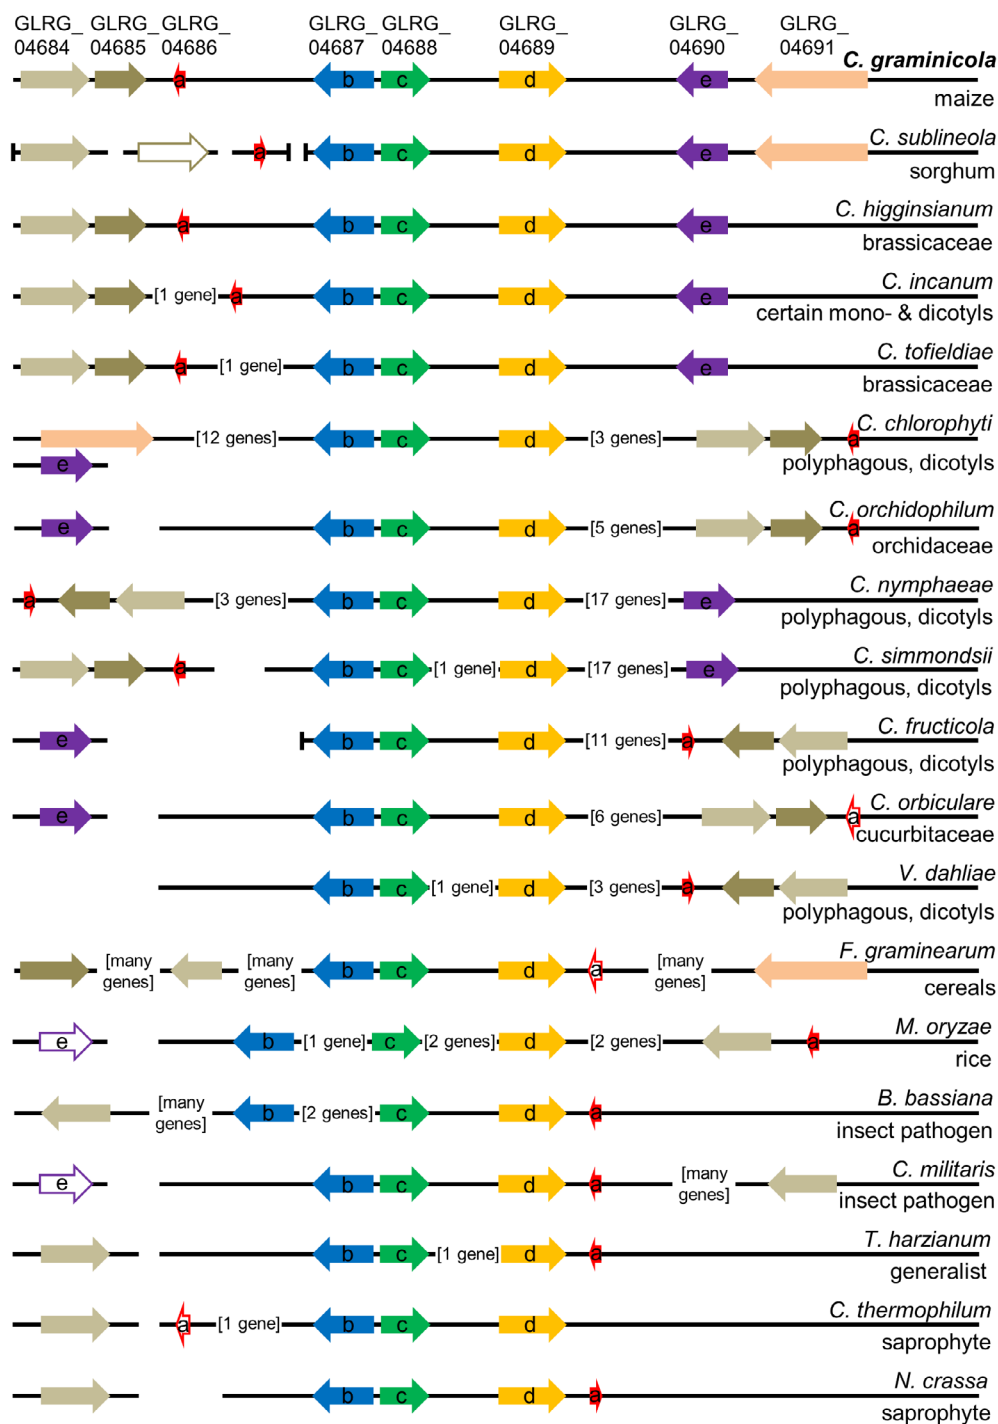 GLRG_ GLRG_ GLRG_ GLRG_ GLRG_ GLRG_ GLRG_ GLRG_
04684 04685 04686 04687 04688 04689 04690 04691
C. graminicola
a b c d e
maize
C. sublineola
a b c d e
sorghum
C. higginsianum
a b c d e
brassicaceae
C. incanum
[1 gene] a b c d e
certain mono- & dicotyls
C. tofieldiae
a [1 gene] b c d e
brassicaceae
C. chlorophyti
[12 genes] b c d [3 genes] a
e polyphagous, dicotyls
C. orchidophilum
e b c d [5 genes] a
orchidaceae
C. nymphaeae
a [3 genes] b c d [17 genes] e
polyphagous, dicotyls
C. simmondsii
a b c [1 gene] d [17 genes] e
polyphagous, dicotyls
C. fructicola
e b c d [11 genes] a
polyphagous, dicotyls
C. orbiculare
e b c d [6 genes] a
cucurbitaceae
V. dahliae
b c [1 gene] d [3 genes] a
polyphagous, dicotyls
F. graminearum
[many genes] [many genes] b c d a [many genes]
cereals
M. oryzae
e b [1 gene] c [2 genes] d [2 genes] a
rice
B. bassiana
[many genes] b [2 genes] c d a
insect pathogen
C. militaris
e b c d a [many genes]
insect pathogen
T. harzianum
b c [1 gene] d a
generalist
C. thermophilum
a [1 gene] b c d
saprophyte
N. crassa
b c d a
saprophyte